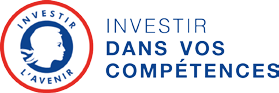 INVESTIR
L'AVENIR
INVESTIR
DANS VOS
COMPÉTENCES